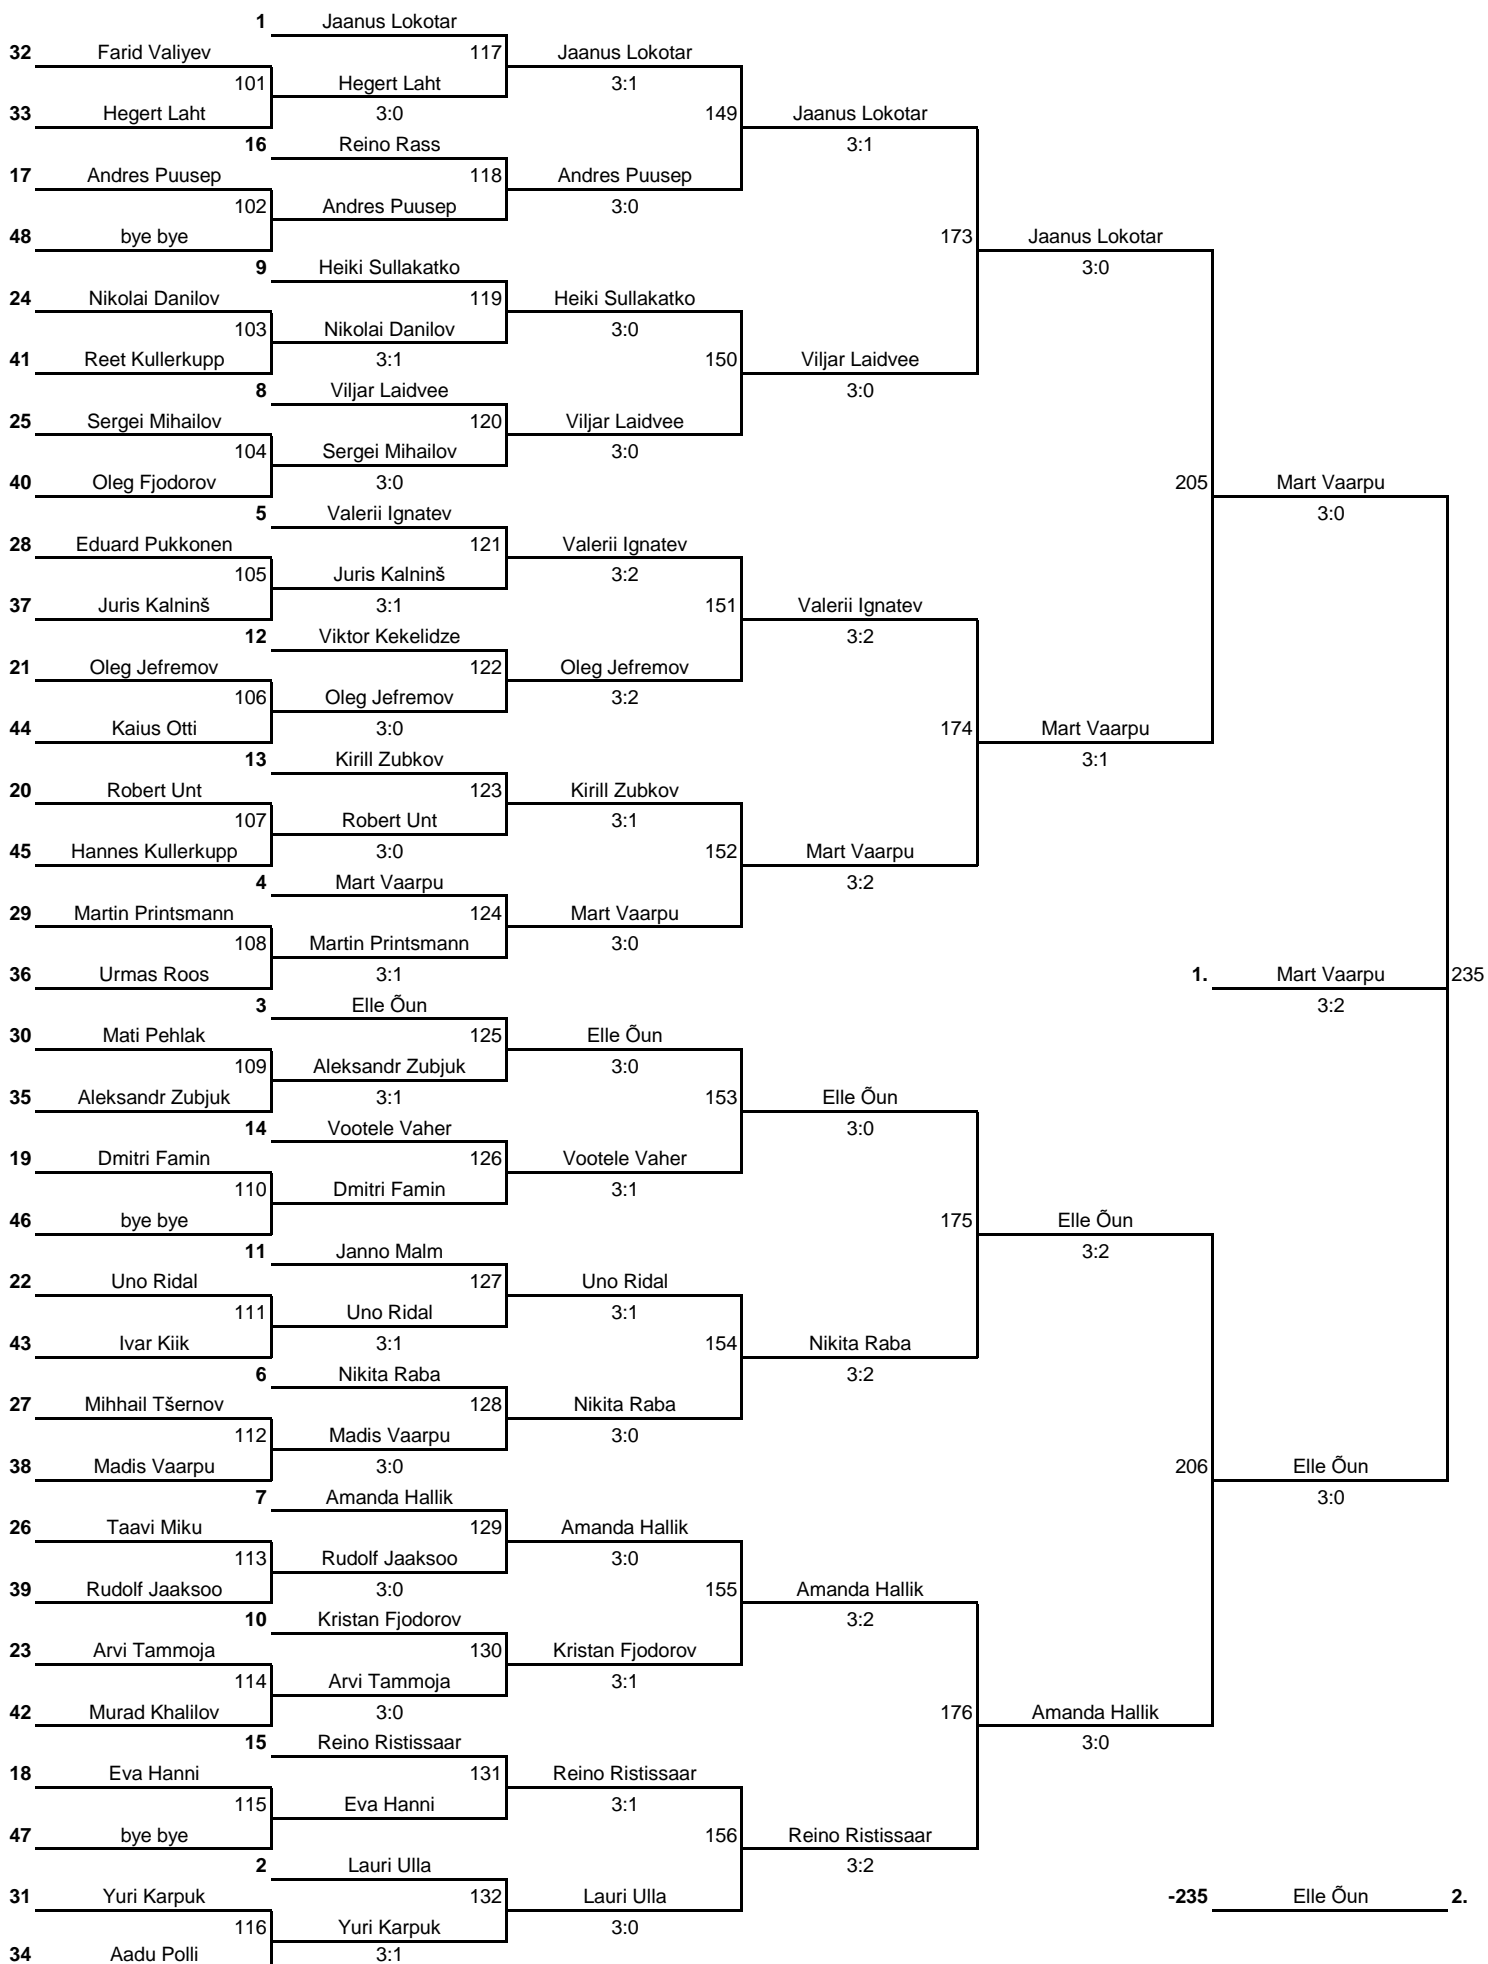 1 Jaanus Lokotar
32 Farid Valiyev 117 Jaanus Lokotar
101 Hegert Laht 3:1
33 Hegert Laht 3:0 149 Jaanus Lokotar
16 Reino Rass 3:1
17 Andres Puusep 118 Andres Puusep
102 Andres Puusep 3:0
48 bye bye 173 Jaanus Lokotar
9 Heiki Sullakatko 3:0
24 Nikolai Danilov 119 Heiki Sullakatko
103 Nikolai Danilov 3:0
41 Reet Kullerkupp 3:1 150 Viljar Laidvee
8 Viljar Laidvee 3:0
25 Sergei Mihailov 120 Viljar Laidvee
104 Sergei Mihailov 3:0
40 Oleg Fjodorov 3:0 205 Mart Vaarpu
5 Valerii Ignatev 3:0
28 Eduard Pukkonen 121 Valerii Ignatev
105 Juris Kalninš 3:2
37 Juris Kalninš 3:1 151 Valerii Ignatev
12 Viktor Kekelidze 3:2
21 Oleg Jefremov 122 Oleg Jefremov
106 Oleg Jefremov 3:2
44 Kaius Otti 3:0 174 Mart Vaarpu
13 Kirill Zubkov 3:1
20 Robert Unt 123 Kirill Zubkov
107 Robert Unt 3:1
45 Hannes Kullerkupp 3:0 152 Mart Vaarpu
4 Mart Vaarpu 3:2
29 Martin Printsmann 124 Mart Vaarpu
108 Martin Printsmann 3:0
36 Urmas Roos 3:1 1. Mart Vaarpu 235
3 Elle Õun 3:2
30 Mati Pehlak 125 Elle Õun
109 Aleksandr Zubjuk 3:0
35 Aleksandr Zubjuk 3:1 153 Elle Õun
14 Vootele Vaher 3:0
19 Dmitri Famin 126 Vootele Vaher
110 Dmitri Famin 3:1
46 bye bye 175 Elle Õun
11 Janno Malm 3:2
22 Uno Ridal 127 Uno Ridal
111 Uno Ridal 3:1
43 Ivar Kiik 3:1 154 Nikita Raba
6 Nikita Raba 3:2
27 Mihhail Tšernov 128 Nikita Raba
112 Madis Vaarpu 3:0
38 Madis Vaarpu 3:0 206 Elle Õun
7 Amanda Hallik 3:0
26 Taavi Miku 129 Amanda Hallik
113 Rudolf Jaaksoo 3:0
39 Rudolf Jaaksoo 3:0 155 Amanda Hallik
10 Kristan Fjodorov 3:2
23 Arvi Tammoja 130 Kristan Fjodorov
114 Arvi Tammoja 3:1
42 Murad Khalilov 3:0 176 Amanda Hallik
15 Reino Ristissaar 3:0
18 Eva Hanni 131 Reino Ristissaar
115 Eva Hanni 3:1
47 bye bye 156 Reino Ristissaar
2 Lauri Ulla 3:2
31 Yuri Karpuk 132 Lauri Ulla -235 Elle Õun 2.
116 Yuri Karpuk 3:0
34 Aadu Polli 3:1